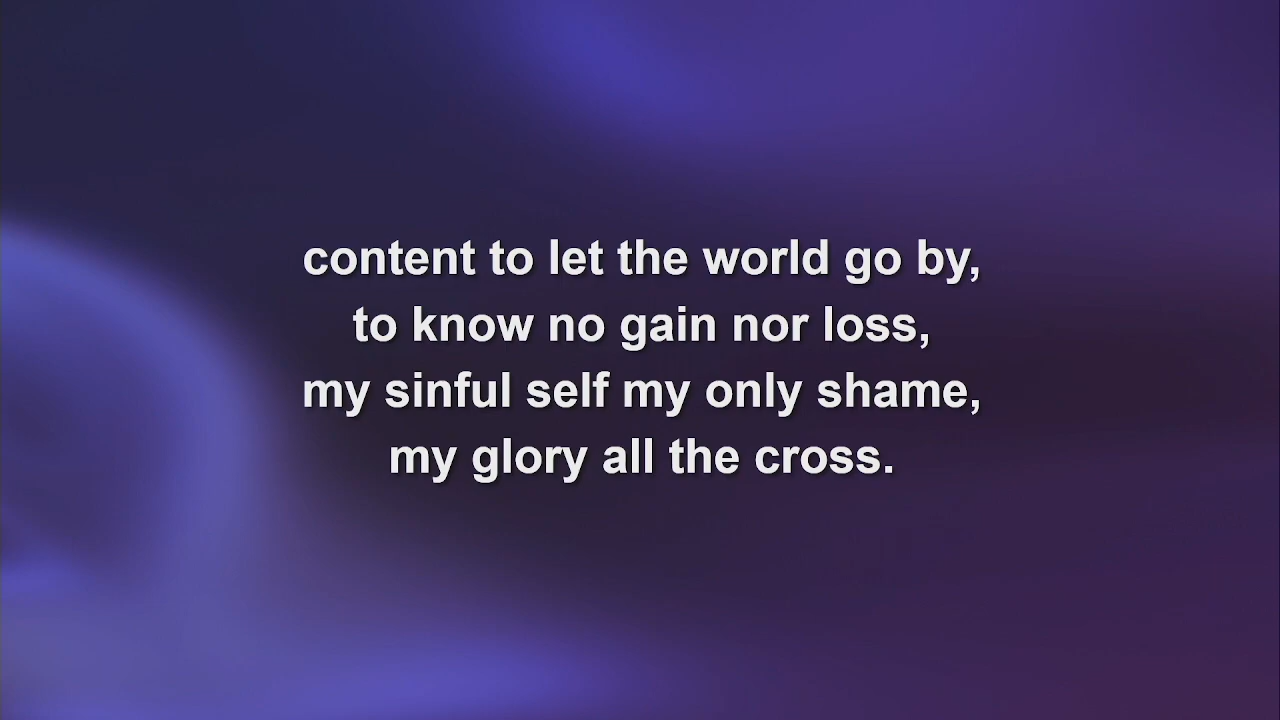 content to let the world go by,
to know no gain nor loss,
my sinful self my only shame,
my glory all the cross.